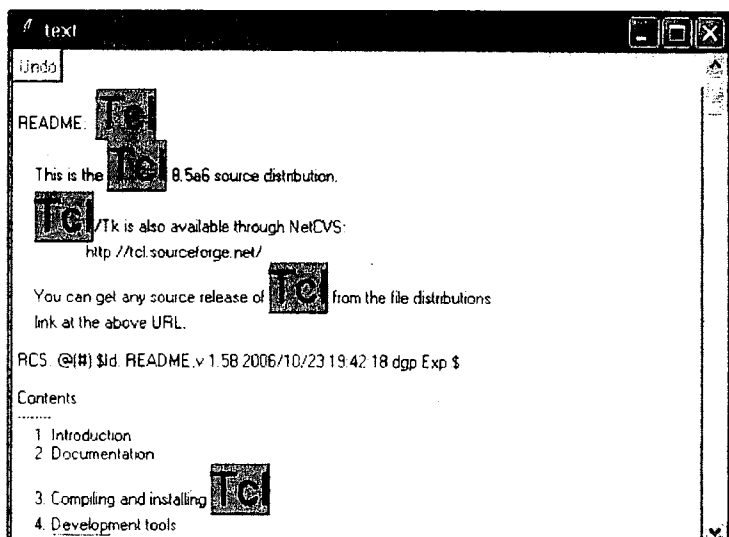 text
Undo
README: Tcl
This is the Tcl 8.5a6 source distribution.
Tcl/Tk is also available through NetCVS:
http://tcl.sourceforge.net/
You can get any source release of Tcl from the file distributions
link at the above URL.
RCS: @(#) $Id: README,v 1.58 2006/10/23 19:42:18 dgp Exp $
Contents
--------
1. Introduction
2. Documentation
3. Compiling and installing Tcl
4. Development tools